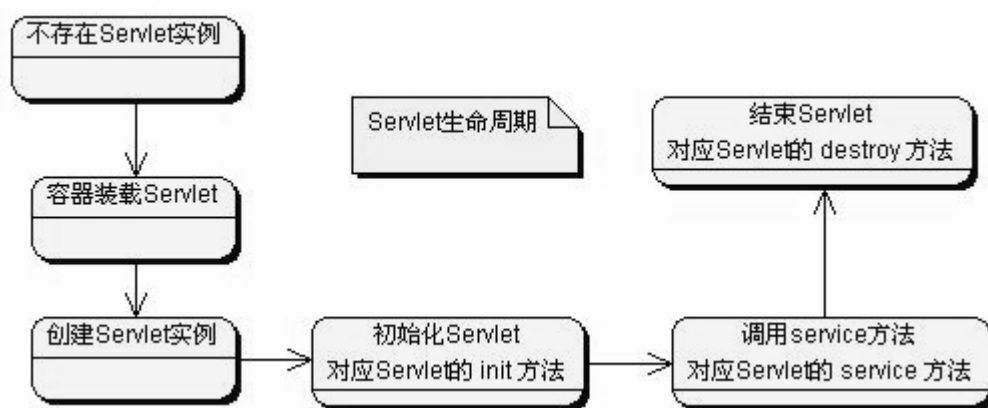 不存在Servlet实例
容器装载Servlet
创建Servlet实例
Servlet生命周期
初始化Servlet
对应Servlet的 init 方法
调用service方法
对应Servlet的 service 方法
结束Servlet
对应Servlet的 destroy 方法